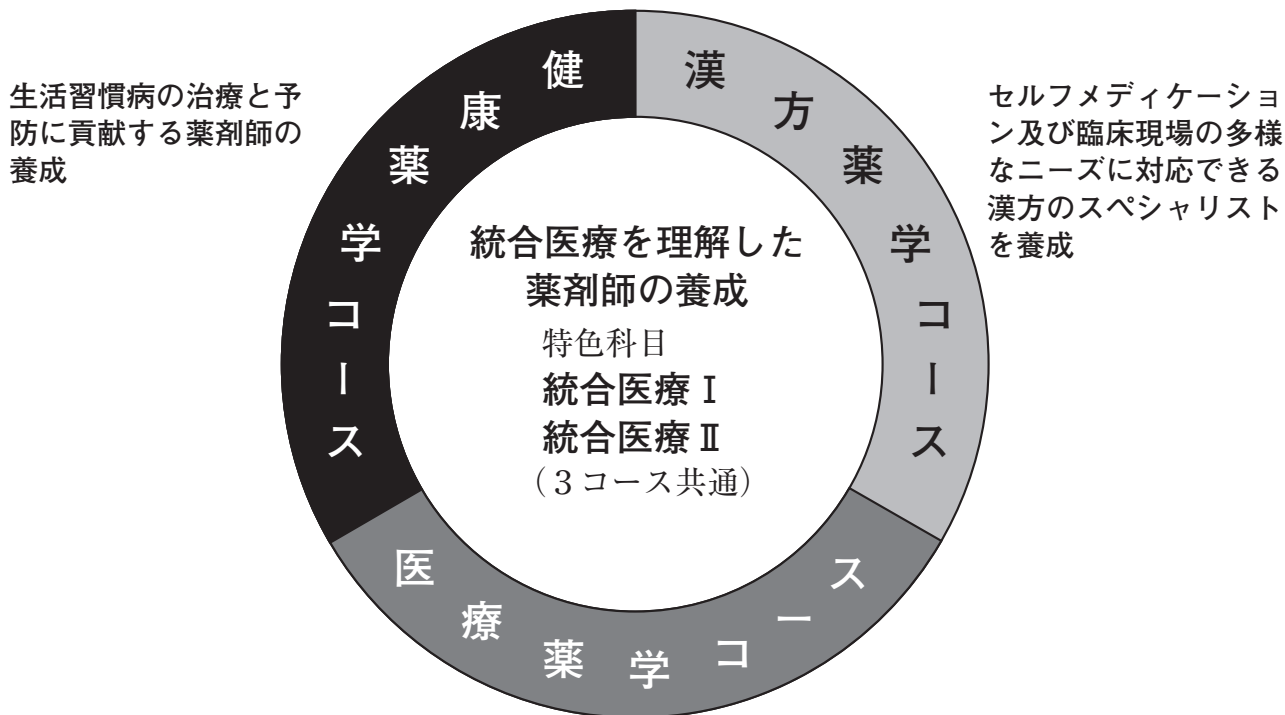 健康薬学コース
漢方薬学コース
生活習慣病の治療と予
防に貢献する薬剤師の
養成
セルフメディケーショ
ン及び臨床現場の多様
なニーズに対応できる
漢方のスペシャリスト
を養成
統合医療を理解した
薬剤師の養成
特色科目
統合医療Ⅰ
統合医療Ⅱ
（３コース共通）
医療薬学コース